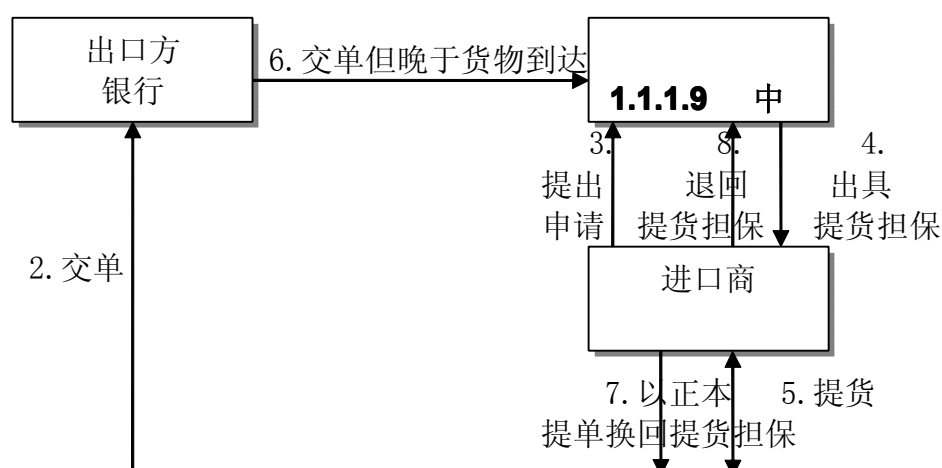 出口方
银行
6.交单但晚于货物到达
1.1.1.9 中
3.
提出
申请
8.
退回
提货担保
4.
出具
提货担保
2.交单
进口商
7.以正本
提单换回提货担保
5.提货